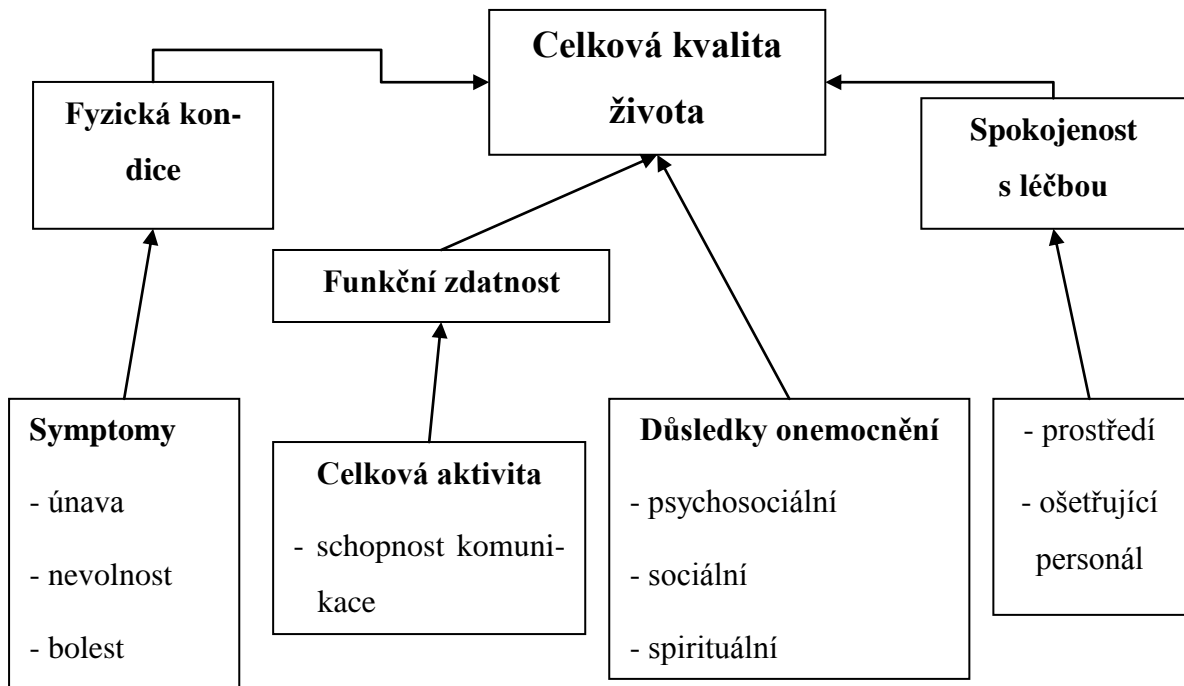 Celková kvalita
života
Fyzická kon-
dice
Spokojenost
s léčbou
Funkční zdatnost
Symptomy
- únava
- nevolnost
- bolest
Celková aktivita
- schopnost komuni-
kace
Důsledky onemocnění
- psychosociální
- sociální
- spirituální
- prostředí
- ošetřující
personál